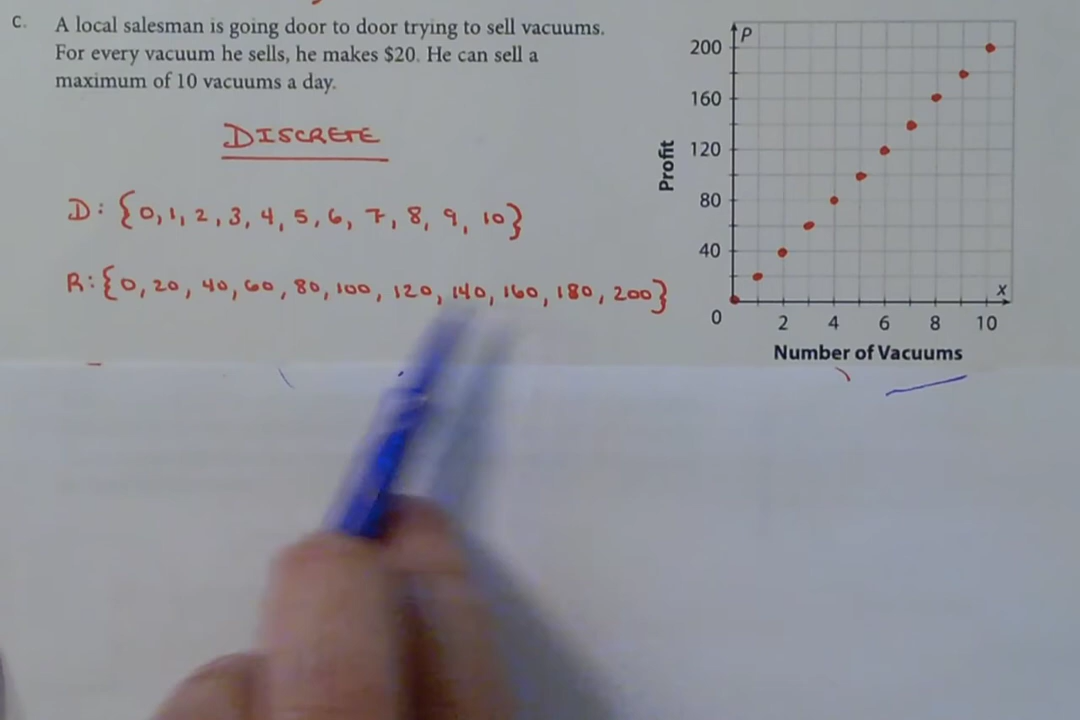 C. A local salesman is going door to door trying to sell vacuums.
For every vacuum he sells, he makes $20. He can sell a
maximum of 10 vacuums a day.
DISCRETE
D: {0, 1, 2, 3, 4, 5, 6, 7, 8, 9, 10}
R: {0, 20, 40, 60, 80, 100, 120, 140, 160, 180, 200}
P
200
160
120
80
40
0
Profit
x
2 4 6 8 10
Number of Vacuums